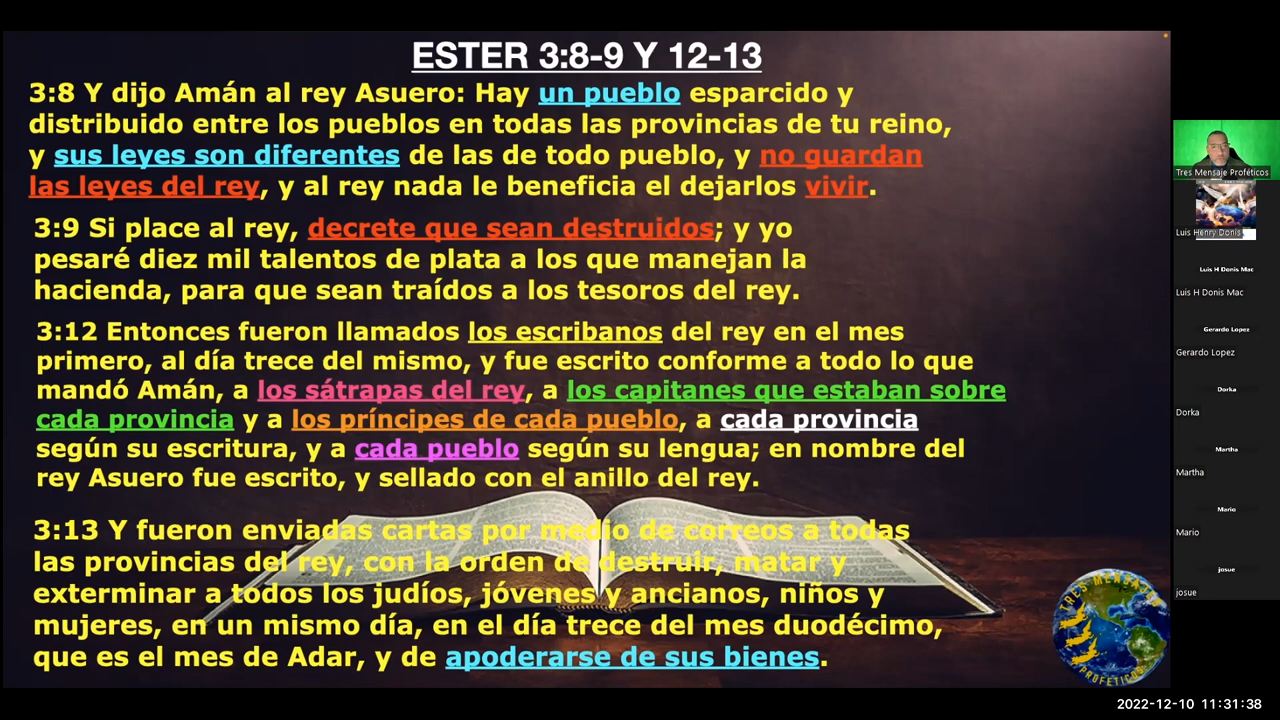 ESTER 3:8-9 Y 12-13
3:8 Y dijo Amán al rey Asuero: Hay un pueblo esparcido y
distribuido entre los pueblos en todas las provincias de tu reino,
y sus leyes son diferentes de las de todo pueblo, y no guardan
las leyes del rey, y al rey nada le beneficia el dejarlos vivir.
3:9 Si place al rey, decrete que sean destruidos; y yo
pesaré diez mil talentos de plata a los que manejan la
hacienda, para que sean traídos a los tesoros del rey.
3:12 Entonces fueron llamados los escribanos del rey en el mes
primero, al día trece del mismo, y fue escrito conforme a todo lo que
mandó Amán, a los sátrapas del rey, a los capitanes que estaban sobre
cada provincia y a los príncipes de cada pueblo, a cada provincia
según su escritura, y a cada pueblo según su lengua; en nombre del
rey Asuero fue escrito, y sellado con el anillo del rey.
3:13 Y fueron enviadas cartas por medio de correos a todas
las provincias del rey, con la orden de destruir, matar y
exterminar a todos los judíos, jóvenes y ancianos, niños y
mujeres, en un mismo día, en el día trece del mes duodécimo,
que es el mes de Adar, y de apoderarse de sus bienes.
TRES MENSAJES
PROFÉTICOS
Tres Mensaje Proféticos
Luis Henry Donis
Luis H Donis Mac
Luis H Donis Mac
Gerardo Lopez
Gerardo Lopez
Dorka
Dorka
Martha
Martha
Mario
Mario
josue
josue
2022-12-10 11:31:38